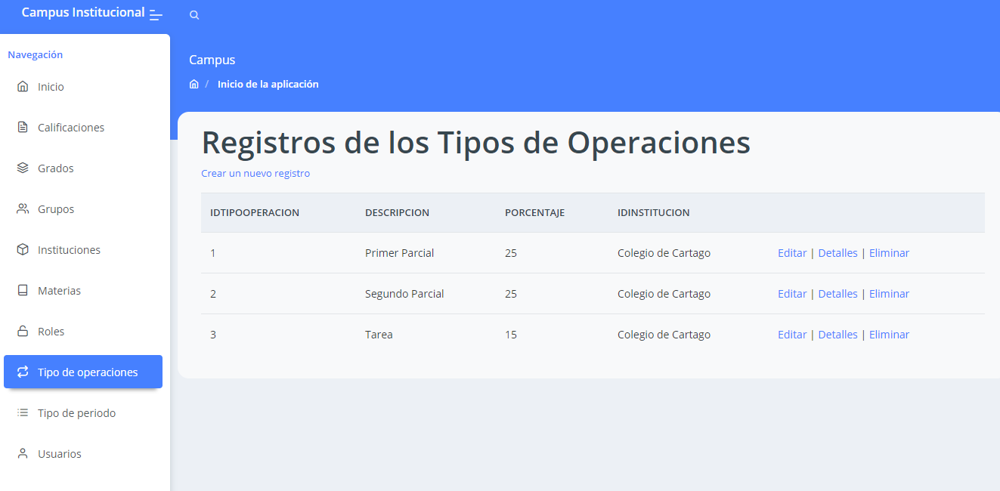 Campus Institucional
Navegación
Inicio
Calificaciones
Grados
Grupos
Instituciones
Materias
Roles
Tipo de operaciones
Tipo de periodo
Usuarios
Campus
/ Inicio de la aplicación
Registros de los Tipos de Operaciones
Crear un nuevo registro
IDTIPOOPERACION DESCRIPCION PORCENTAJE IDINSTITUCION
1 Primer Parcial 25 Colegio de Cartago Editar | Detalles | Eliminar
2 Segundo Parcial 25 Colegio de Cartago Editar | Detalles | Eliminar
3 Tarea 15 Colegio de Cartago Editar | Detalles | Eliminar